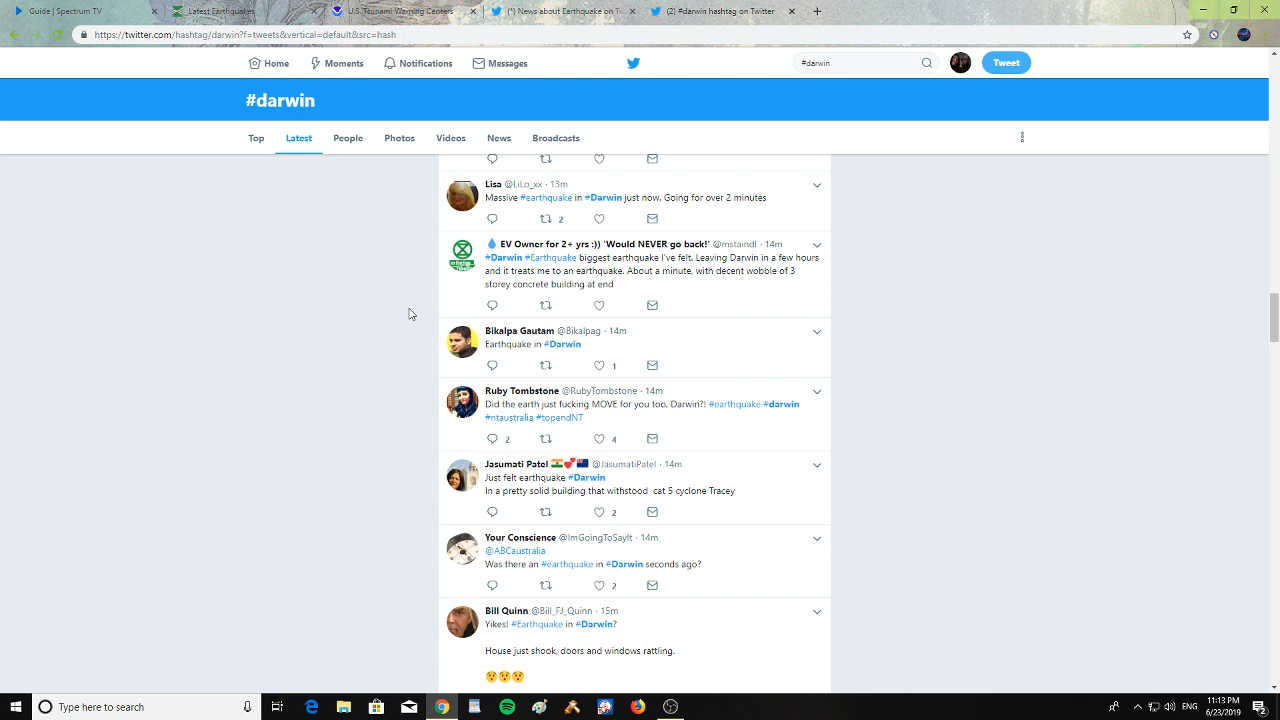 Guide | Spectrum TV
Latest Earthquakes
U.S. Tsunami Warning Centers
(*) News about Earthquake on Tw
(2) #darwin hashtag on Twitter
https://twitter.com/hashtag/darwin?f=tweets&vertical=default&src=hash
Home
Moments
Notifications
Messages
#darwin
Tweet
#darwin
Top
Latest
People
Photos
Videos
News
Broadcasts
Lisa @LiLo_xx · 13m
Massive #earthquake in #Darwin just now. Going for over 2 minutes
2
EV Owner for 2+ yrs :)) 'Would NEVER go back!' @mstaindl · 14m
#Darwin #Earthquake biggest earthquake I've felt. Leaving Darwin in a few hours
and it treats me to an earthquake. About a minute, with decent wobble of 3
storey concrete building at end
Bikalpa Gautam @Bikalpag · 14m
Earthquake in #Darwin
1
Ruby Tombstone @RubyTombstone · 14m
Did the earth just fucking MOVE for you too, Darwin?! #earthquake #darwin
#ntaustralia #topendNT
2 4
Jasumati Patel 🇮🇳💕🇳🇿 @JasumatiPatel · 14m
Just felt earthquake #Darwin
In a pretty solid building that withstood cat 5 cyclone Tracey
2
Your Conscience @ImGoingToSayIt · 14m
@ABCaustralia
Was there an #earthquake in #Darwin seconds ago?
2
Bill Quinn @Bill_FJ_Quinn · 15m
Yikes! #Earthquake in #Darwin?
House just shook, doors and windows rattling.
😯😯😯
Type here to search
ENG
11:13 PM
6/23/2019